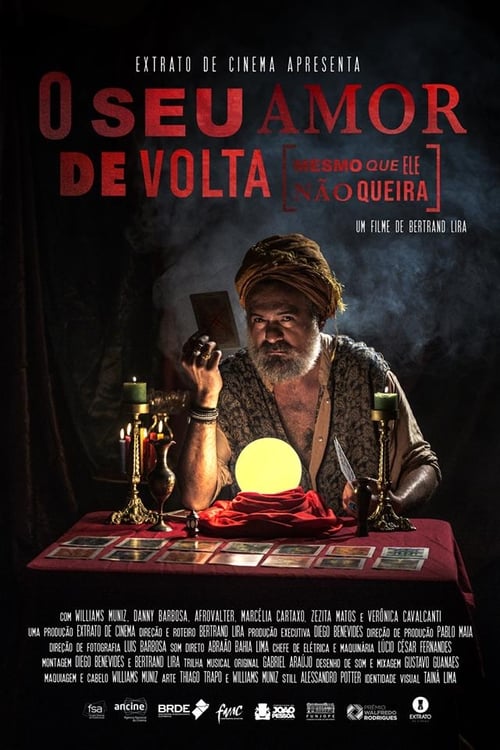 EXTRATO DE CINEMA APRESENTA
O SEU AMOR
DE VOLTA [MESMO QUE ELE
NÃO QUEIRA]
UM FILME DE BERTRAND LIRA
COM WILLIAMS MUNIZ, DANNY BARBOSA, AFROVALTER, MARCÉLIA CARTAXO, ZEZITA MATOS E VERÔNICA CAVALCANTI
UMA PRODUÇÃO EXTRATO DE CINEMA DIREÇÃO E ROTEIRO BERTRAND LIRA PRODUÇÃO EXECUTIVA DIEGO BENEVIDES DIREÇÃO DE PRODUÇÃO PABLO MAIA
DIREÇÃO DE FOTOGRAFIA LUIS BARBOSA SOM DIRETO ABRAÃO BAHIA LIMA CHEFE DE ELÉTRICA E MAQUINÁRIA LÚCIO CÉSAR FERNANDES
MONTAGEM DIEGO BENEVIDES E BERTRAND LIRA TRILHA MUSICAL ORIGINAL GABRIEL ARAÚJO DESENHO DE SOM E MIXAGEM GUSTAVO GUANAES
MAQUIAGEM E CABELO WILLIAMS MUNIZ ARTE THIAGO TRAPO E WILLIAMS MUNIZ STILL ALESSANDRO POTTER IDENTIDADE VISUAL TAINÁ LIMA
fsa ancine BRDE FMC JOÃO PESSOA FUNJOPE PRÊMIO WALFREDO RODRIGUEZ EXTRATO